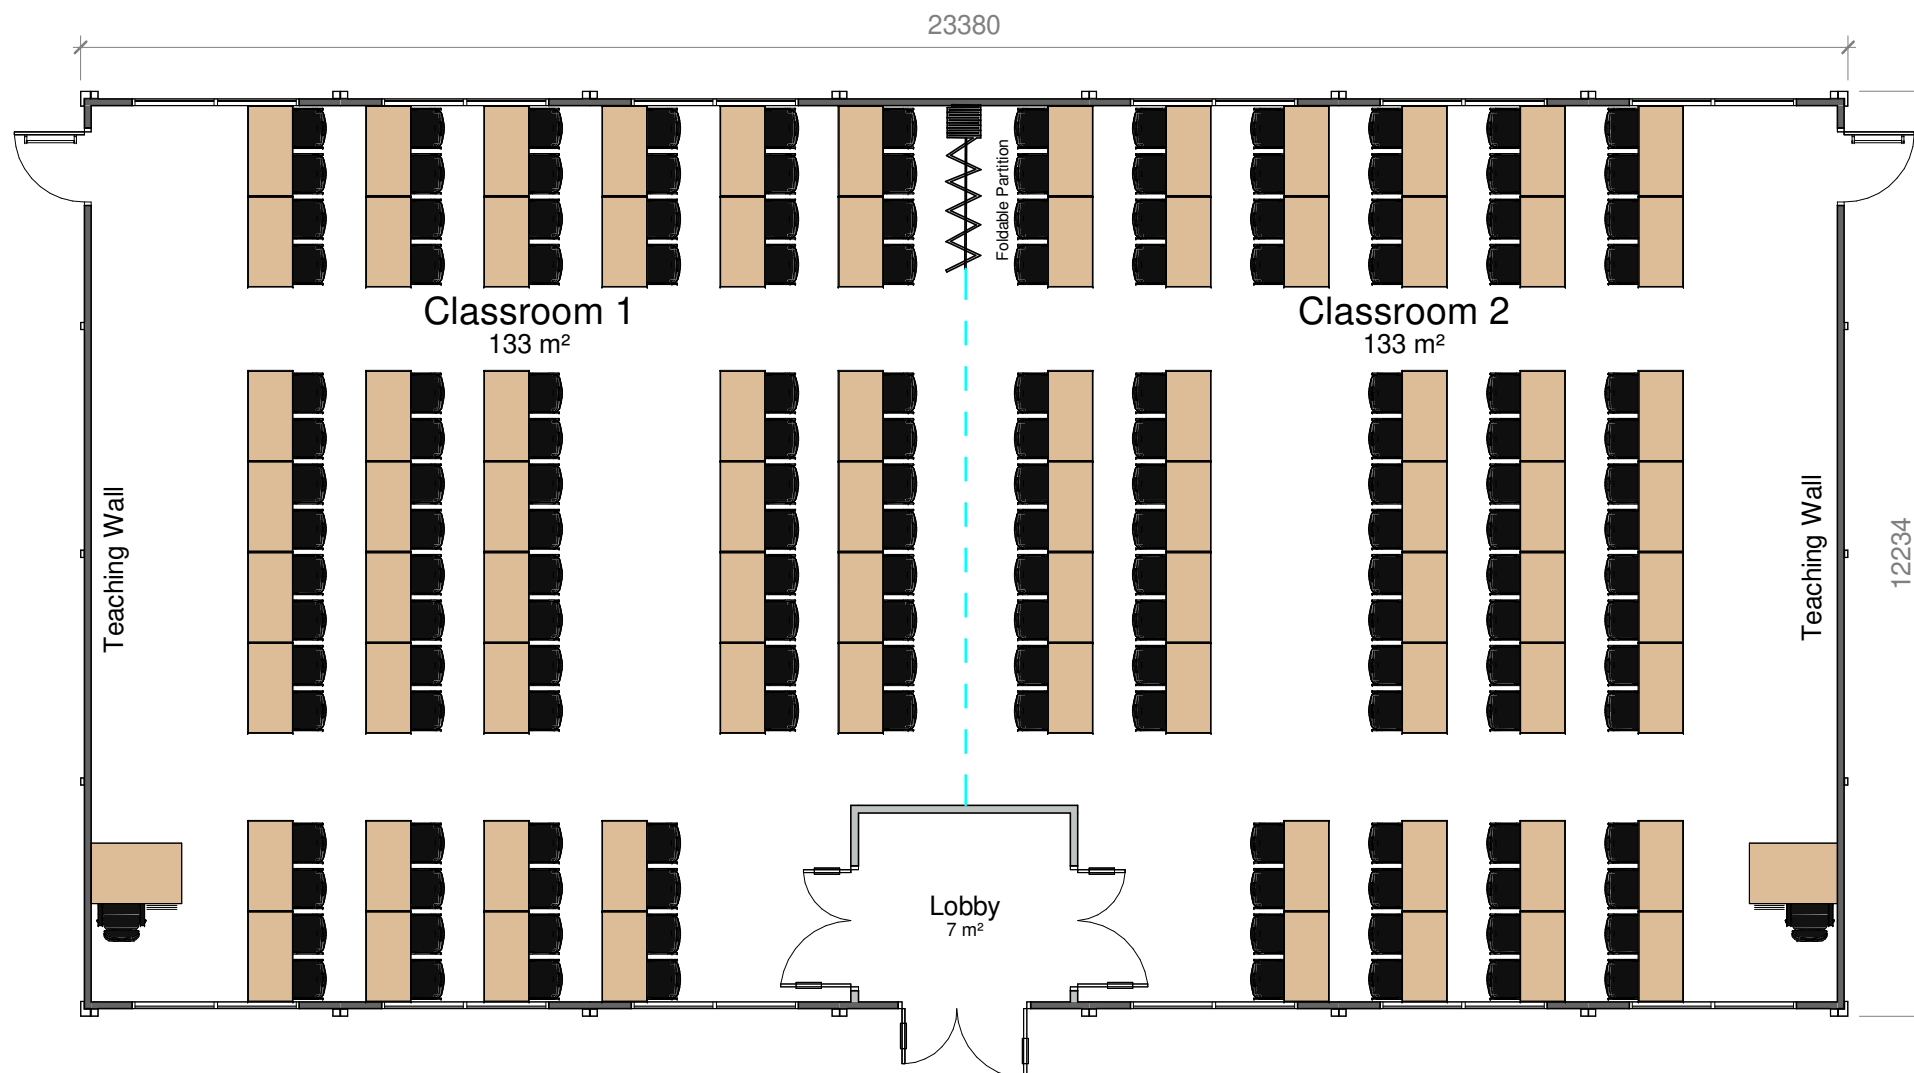 23380
Foldable Partition
Classroom 1
133 m²
Classroom 2
133 m²
Teaching Wall
Teaching Wall
12234
Lobby
7 m²